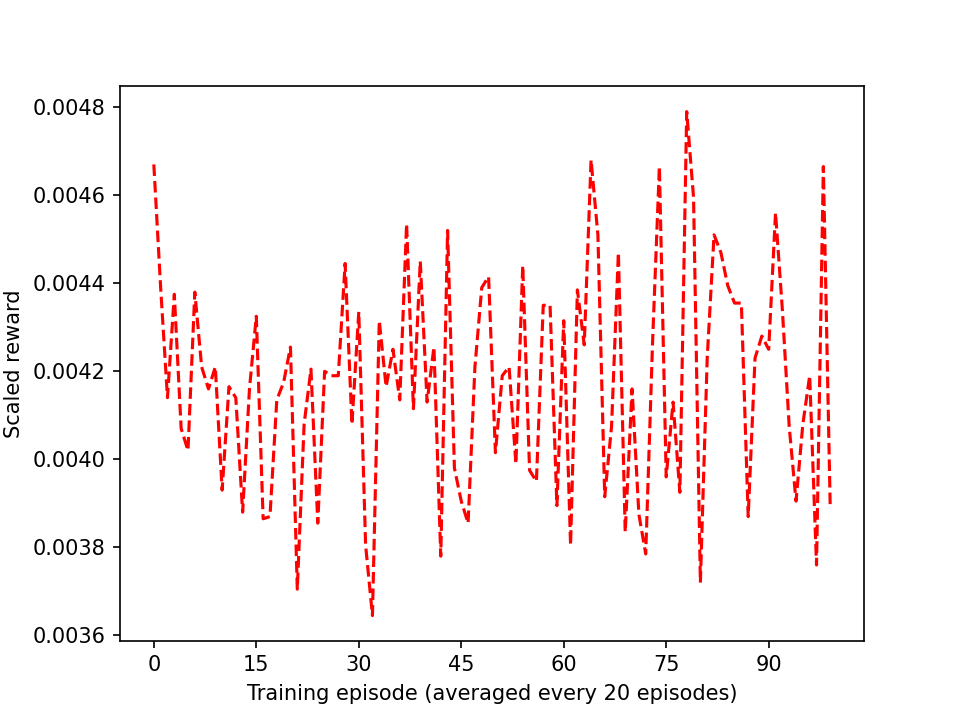 0.0048
0.0046
0.0044
0.0042
0.0040
0.0038
0.0036
Scaled reward
0 15 30 45 60 75 90
Training episode (averaged every 20 episodes)